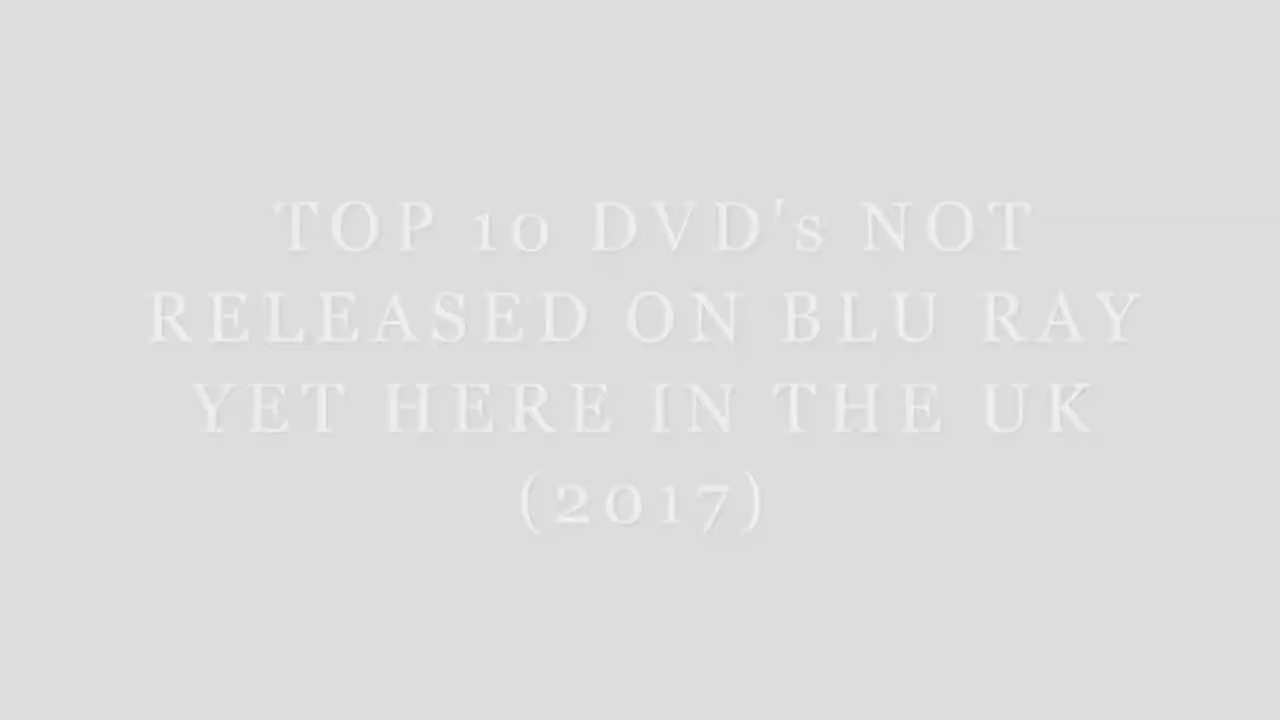 TOP 10 DVD's NOT
RELEASED ON BLU RAY
YET HERE IN THE UK
(2017)